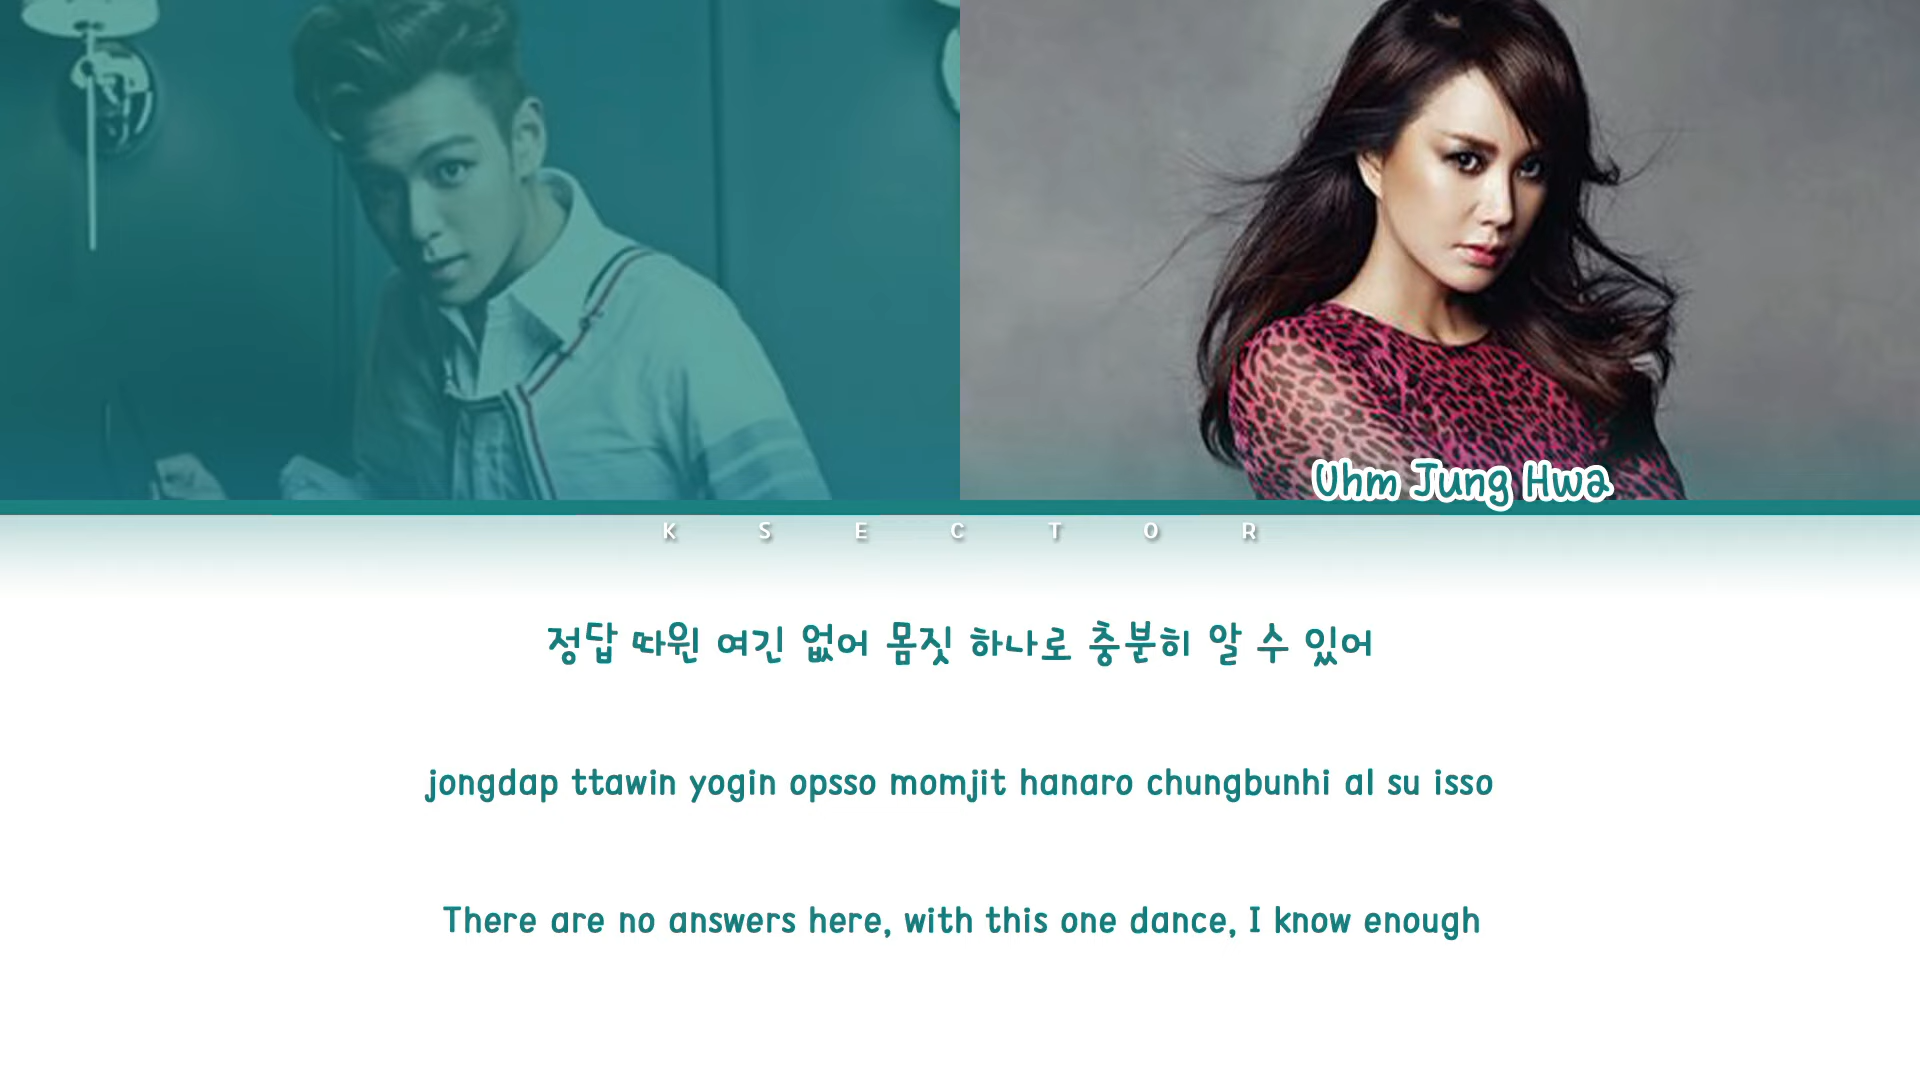 Uhm Jung Hwa
K S E C T O R
정답 따윈 여긴 없어 몸짓 하나로 충분히 알 수 있어
jongdap ttawin yogin opsso momjit hanaro chungbunhi al su isso
There are no answers here, with this one dance, I know enough